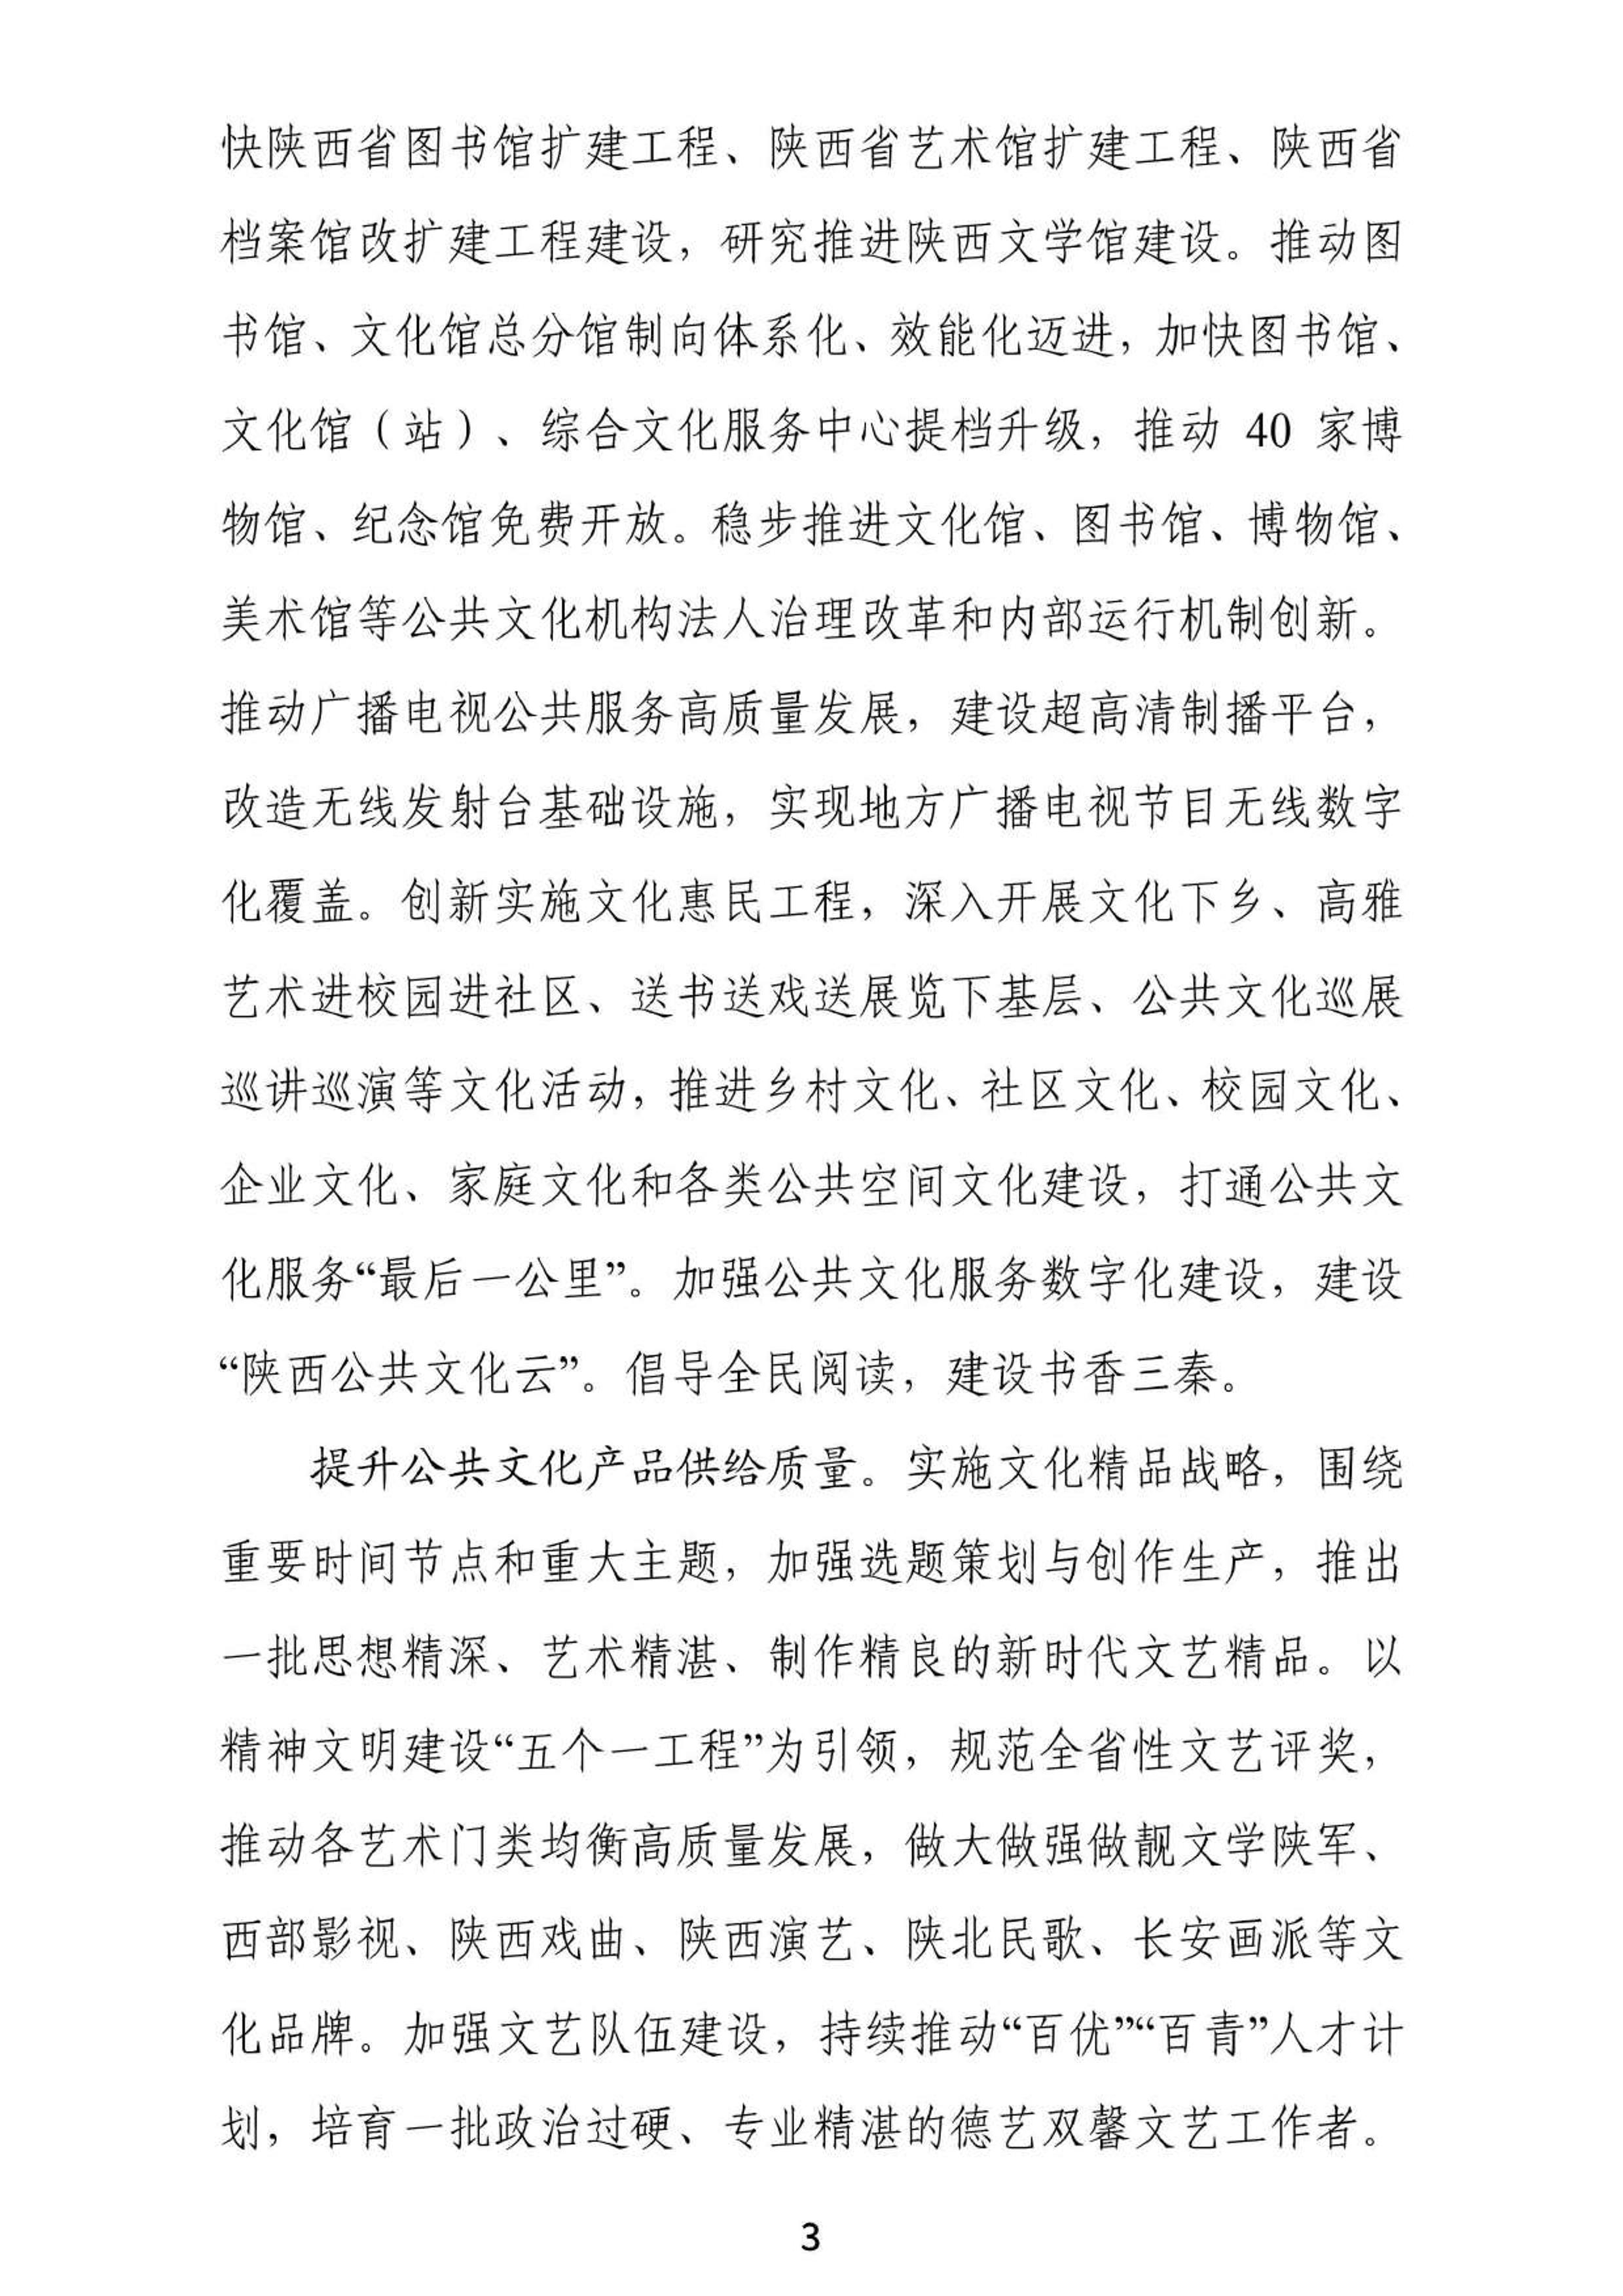 快陕西省图书馆扩建工程、陕西省艺术馆扩建工程、陕西省
档案馆改扩建工程建设，研究推进陕西文学馆建设。推动图
书馆、文化馆总分馆制向体系化、效能化迈进，加快图书馆、
文化馆（站）、综合文化服务中心提档升级，推动 40 家博
物馆、纪念馆免费开放。稳步推进文化馆、图书馆、博物馆、
美术馆等公共文化机构法人治理改革和内部运行机制创新。
推动广播电视公共服务高质量发展，建设超高清制播平台，
改造无线发射台基础设施，实现地方广播电视节目无线数字
化覆盖。创新实施文化惠民工程，深入开展文化下乡、高雅
艺术进校园进社区、送书送戏送展览下基层、公共文化巡展
巡讲巡演等文化活动，推进乡村文化、社区文化、校园文化、
企业文化、家庭文化和各类公共空间文化建设，打通公共文
化服务“最后一公里”。加强公共文化服务数字化建设，建设
“陕西公共文化云”。倡导全民阅读，建设书香三秦。
提升公共文化产品供给质量。实施文化精品战略，围绕
重要时间节点和重大主题，加强选题策划与创作生产，推出
一批思想精深、艺术精湛、制作精良的新时代文艺精品。以
精神文明建设“五个一工程”为引领，规范全省性文艺评奖，
推动各艺术门类均衡高质量发展，做大做强做靓文学陕军、
西部影视、陕西戏曲、陕西演艺、陕北民歌、长安画派等文
化品牌。加强文艺队伍建设，持续推动“百优”“百青”人才计
划，培育一批政治过硬、专业精湛的德艺双馨文艺工作者。
3